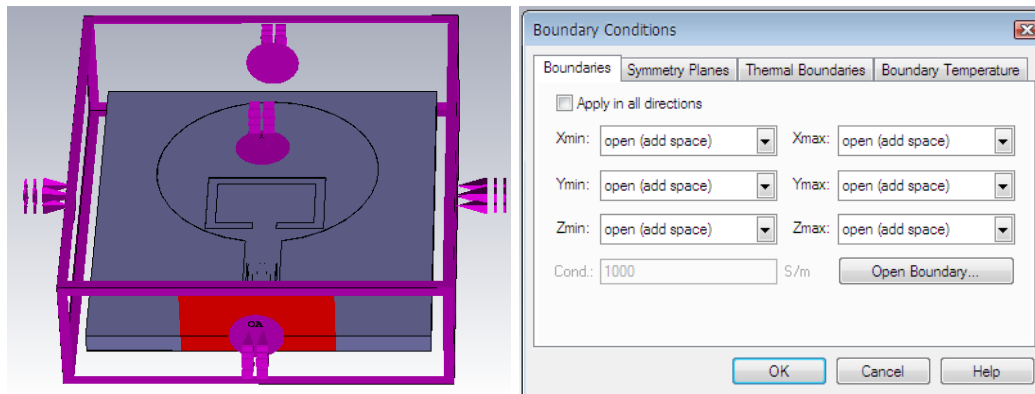 Boundary Conditions
Boundaries Symmetry Planes Thermal Boundaries Boundary Temperature
Apply in all directions
Xmin: open (add space) Xmax: open (add space)
Ymin: open (add space) Ymax: open (add space)
Zmin: open (add space) Zmax: open (add space)
Cond.: 1000 S/m Open Boundary...
OK Cancel Help